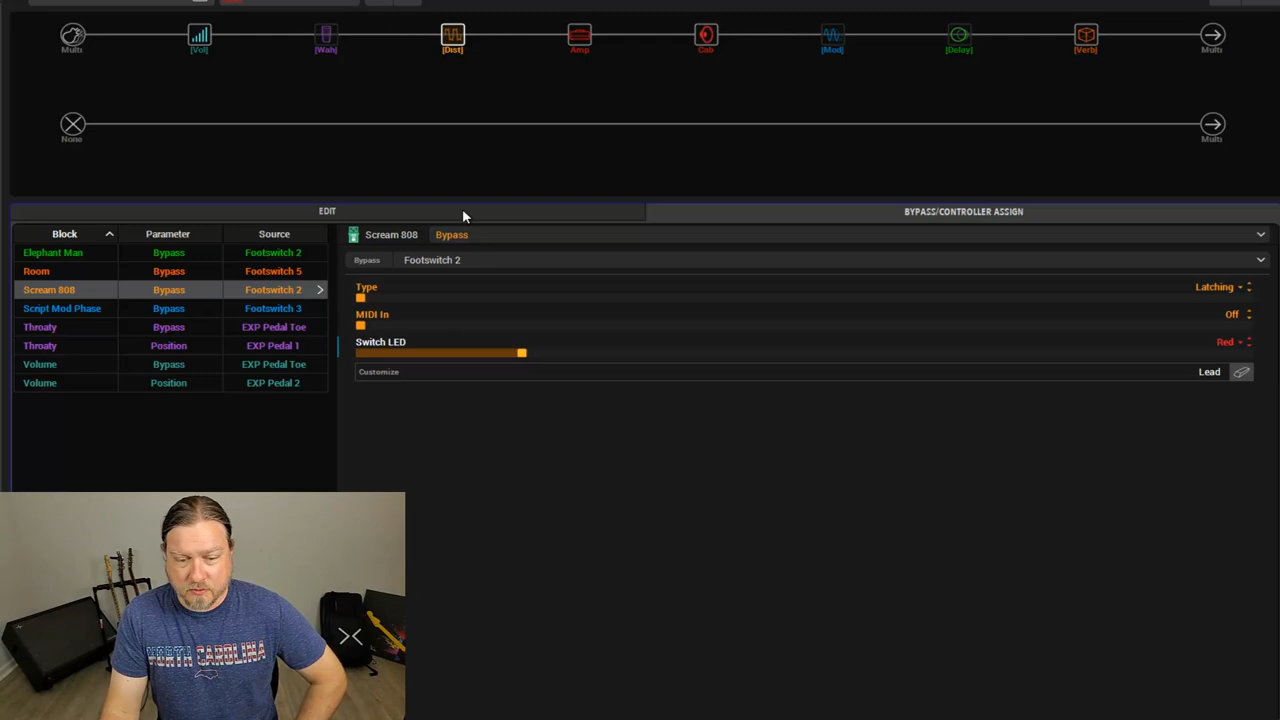 Multi [Vol] [Wah] [Dist] Amp Cab [Mod] [Delay] [Verb] Multi
None Multi
EDIT BYPASS/CONTROLLER ASSIGN
Block Parameter Source
Elephant Man Bypass Footswitch 2
Room Bypass Footswitch 5
Scream 808 Bypass Footswitch 2
Script Mod Phase Bypass Footswitch 3
Throaty Bypass EXP Pedal Toe
Throaty Position EXP Pedal 1
Volume Bypass EXP Pedal Toe
Volume Position EXP Pedal 2
Scream 808 Bypass
Bypass Footswitch 2
Type Latching
MIDI In Off
Switch LED Red
Customize Lead
NORTH CAROLINA